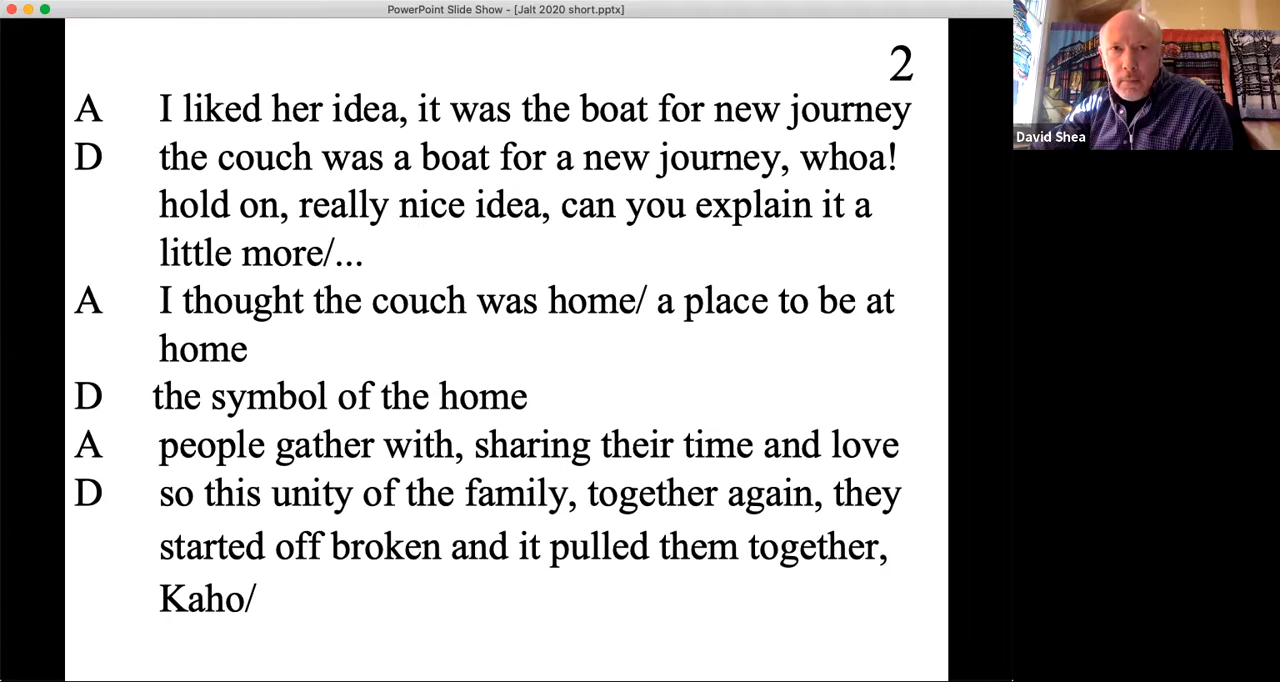 PowerPoint Slide Show - [Jalt 2020 short.pptx]
2
A I liked her idea, it was the boat for new journey
D the couch was a boat for a new journey, whoa!
hold on, really nice idea, can you explain it a
little more/...
A I thought the couch was home/ a place to be at
home
D the symbol of the home
A people gather with, sharing their time and love
D so this unity of the family, together again, they
started off broken and it pulled them together,
Kaho/
David Shea